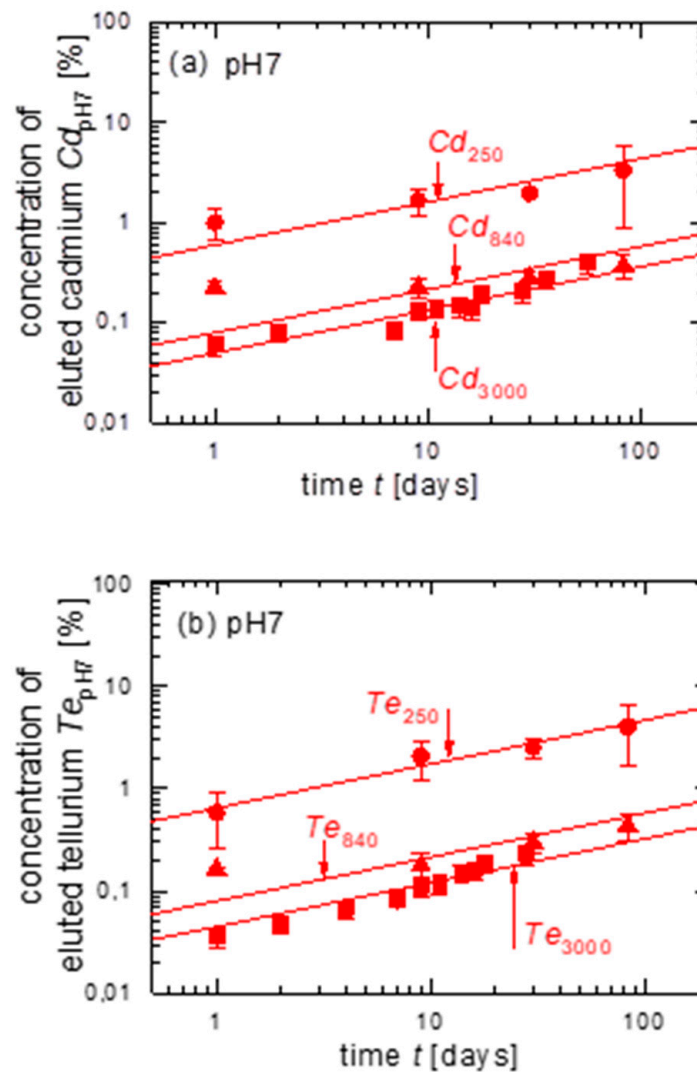 100
(a) pH7
10
Cd250
1
Cd840
0,1
Cd3000
0,01
1 10 100
time t [days]
concentration of
eluted cadmium CdpH7 [%]
100
(b) pH7
10
Te250
1
Te840
0,1
Te3000
0,01
1 10 100
time t [days]
concentration of
eluted tellurium TepH7 [%]